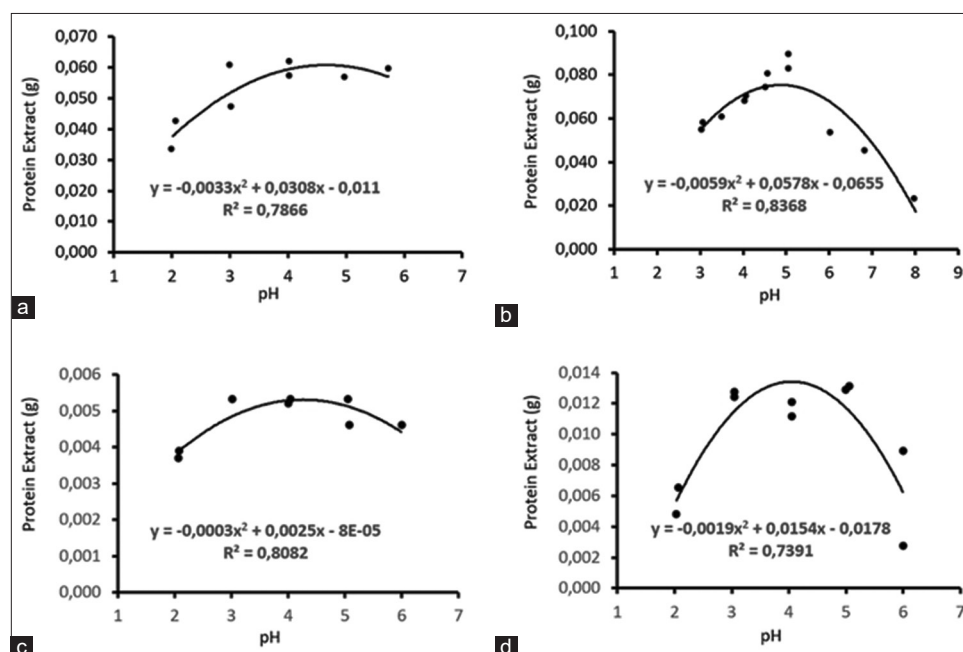 Protein Extract (g)
0,070
0,060
0,050
0,040
0,030
0,020
0,010
0,000
y = -0,0033x² + 0,0308x - 0,011
R² = 0,7866
1 2 3 4 5 6 7
pH
a
Protein Extract (g)
0,100
0,080
0,060
0,040
0,020
0,000
y = -0,0059x² + 0,0578x - 0,0655
R² = 0,8368
1 2 3 4 5 6 7 8 9
pH
b
Protein Extract (g)
0,006
0,005
0,004
0,003
0,002
0,001
0,000
y = -0,0003x² + 0,0025x - 8E-05
R² = 0,8082
1 2 3 4 5 6 7
pH
c
Protein Extract (g)
0,014
0,012
0,010
0,008
0,006
0,004
0,002
0,000
y = -0,0019x² + 0,0154x - 0,0178
R² = 0,7391
1 2 3 4 5 6 7
pH
d